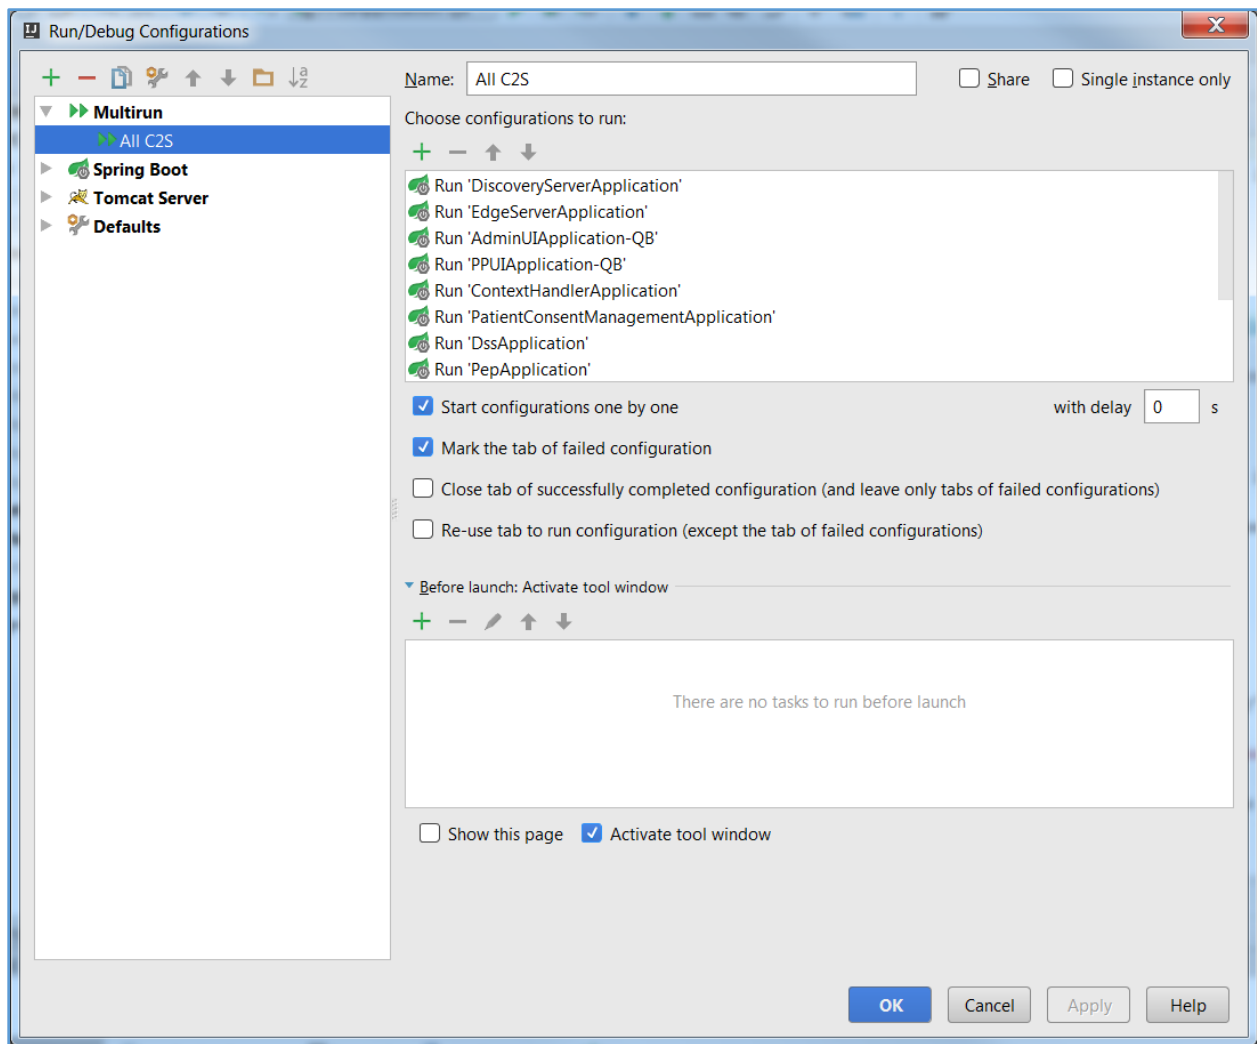 Run/Debug Configurations
Multirun
All C2S
Spring Boot
Tomcat Server
Defaults
Name: All C2S Share Single instance only
Choose configurations to run:
Run 'DiscoveryServerApplication'
Run 'EdgeServerApplication'
Run 'AdminUIApplication-QB'
Run 'PPUIApplication-QB'
Run 'ContextHandlerApplication'
Run 'PatientConsentManagementApplication'
Run 'DssApplication'
Run 'PepApplication'
Start configurations one by one with delay 0 s
Mark the tab of failed configuration
Close tab of successfully completed configuration (and leave only tabs of failed configurations)
Re-use tab to run configuration (except the tab of failed configurations)
Before launch: Activate tool window
There are no tasks to run before launch
Show this page Activate tool window
OK Cancel Apply Help